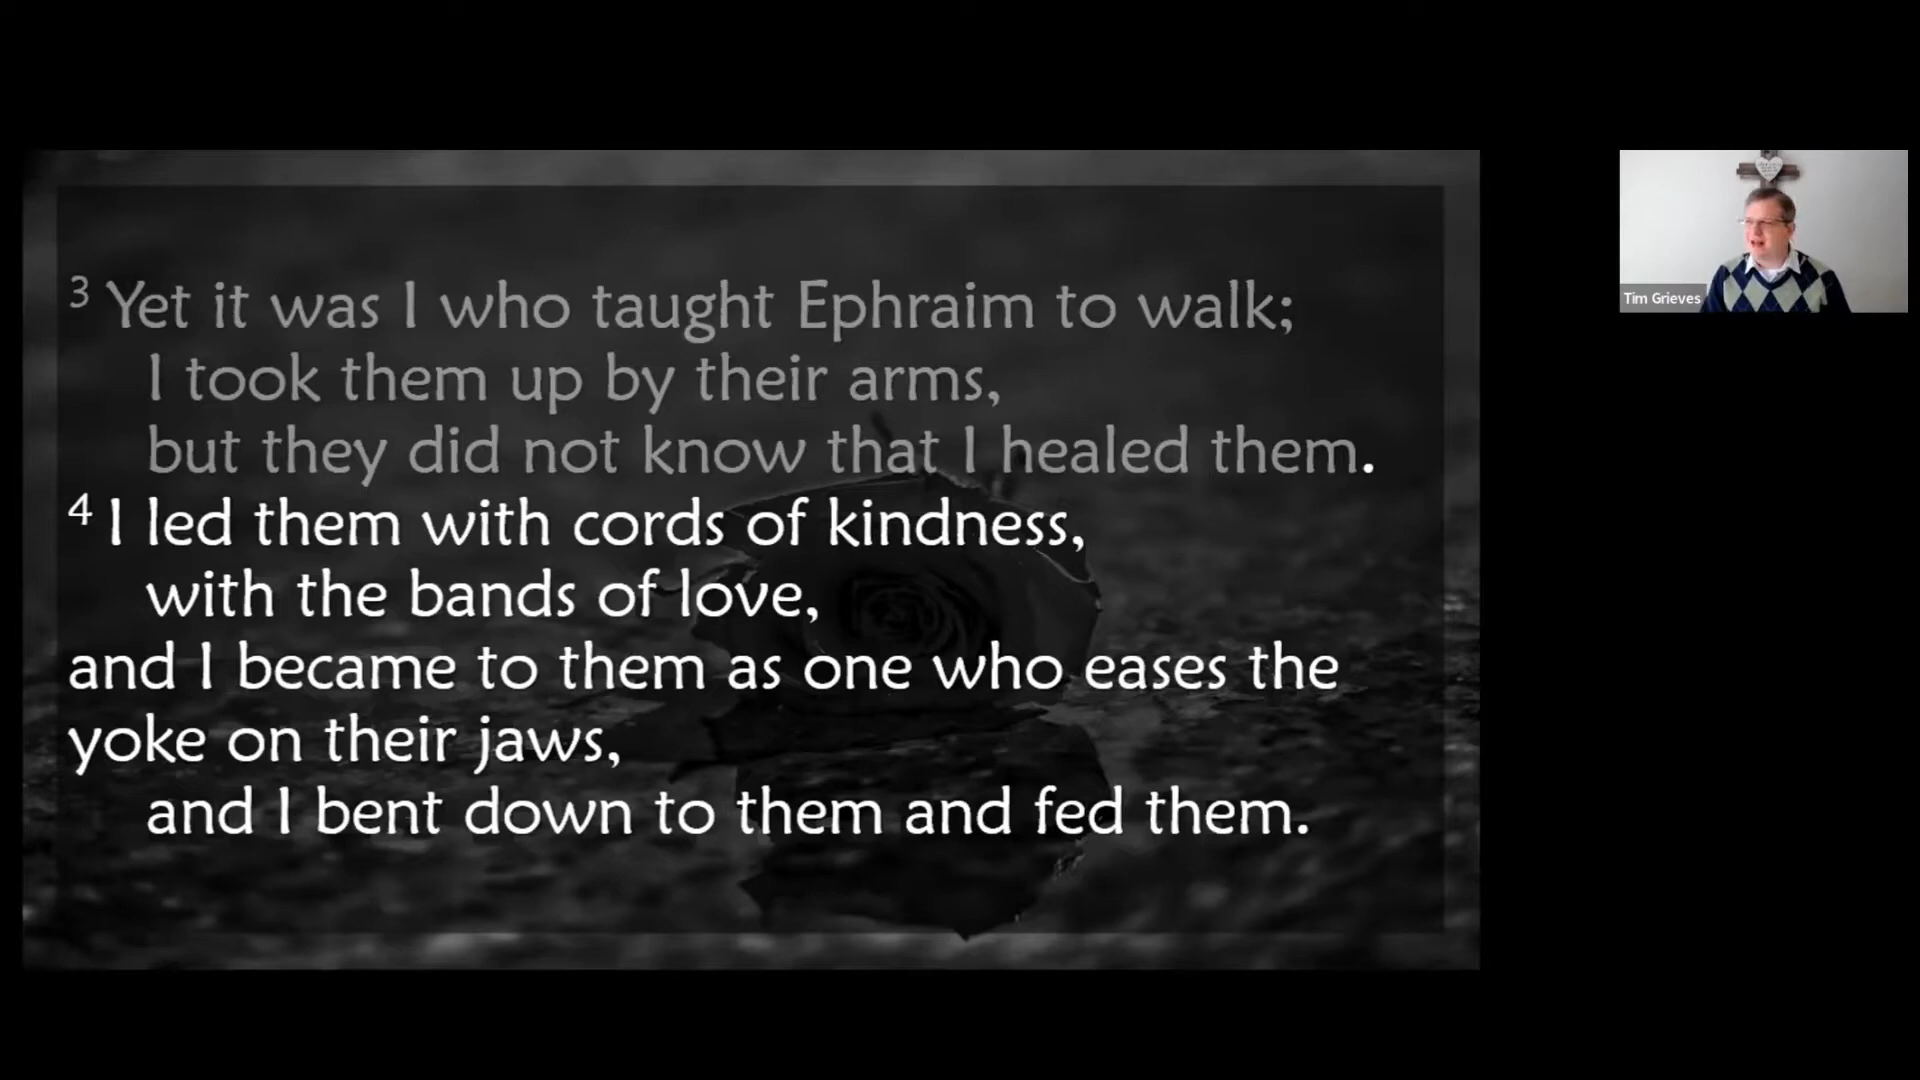 3 Yet it was I who taught Ephraim to walk;
I took them up by their arms,
but they did not know that I healed them.
4 I led them with cords of kindness,
with the bands of love,
and I became to them as one who eases the
yoke on their jaws,
and I bent down to them and fed them.
Tim Grieves